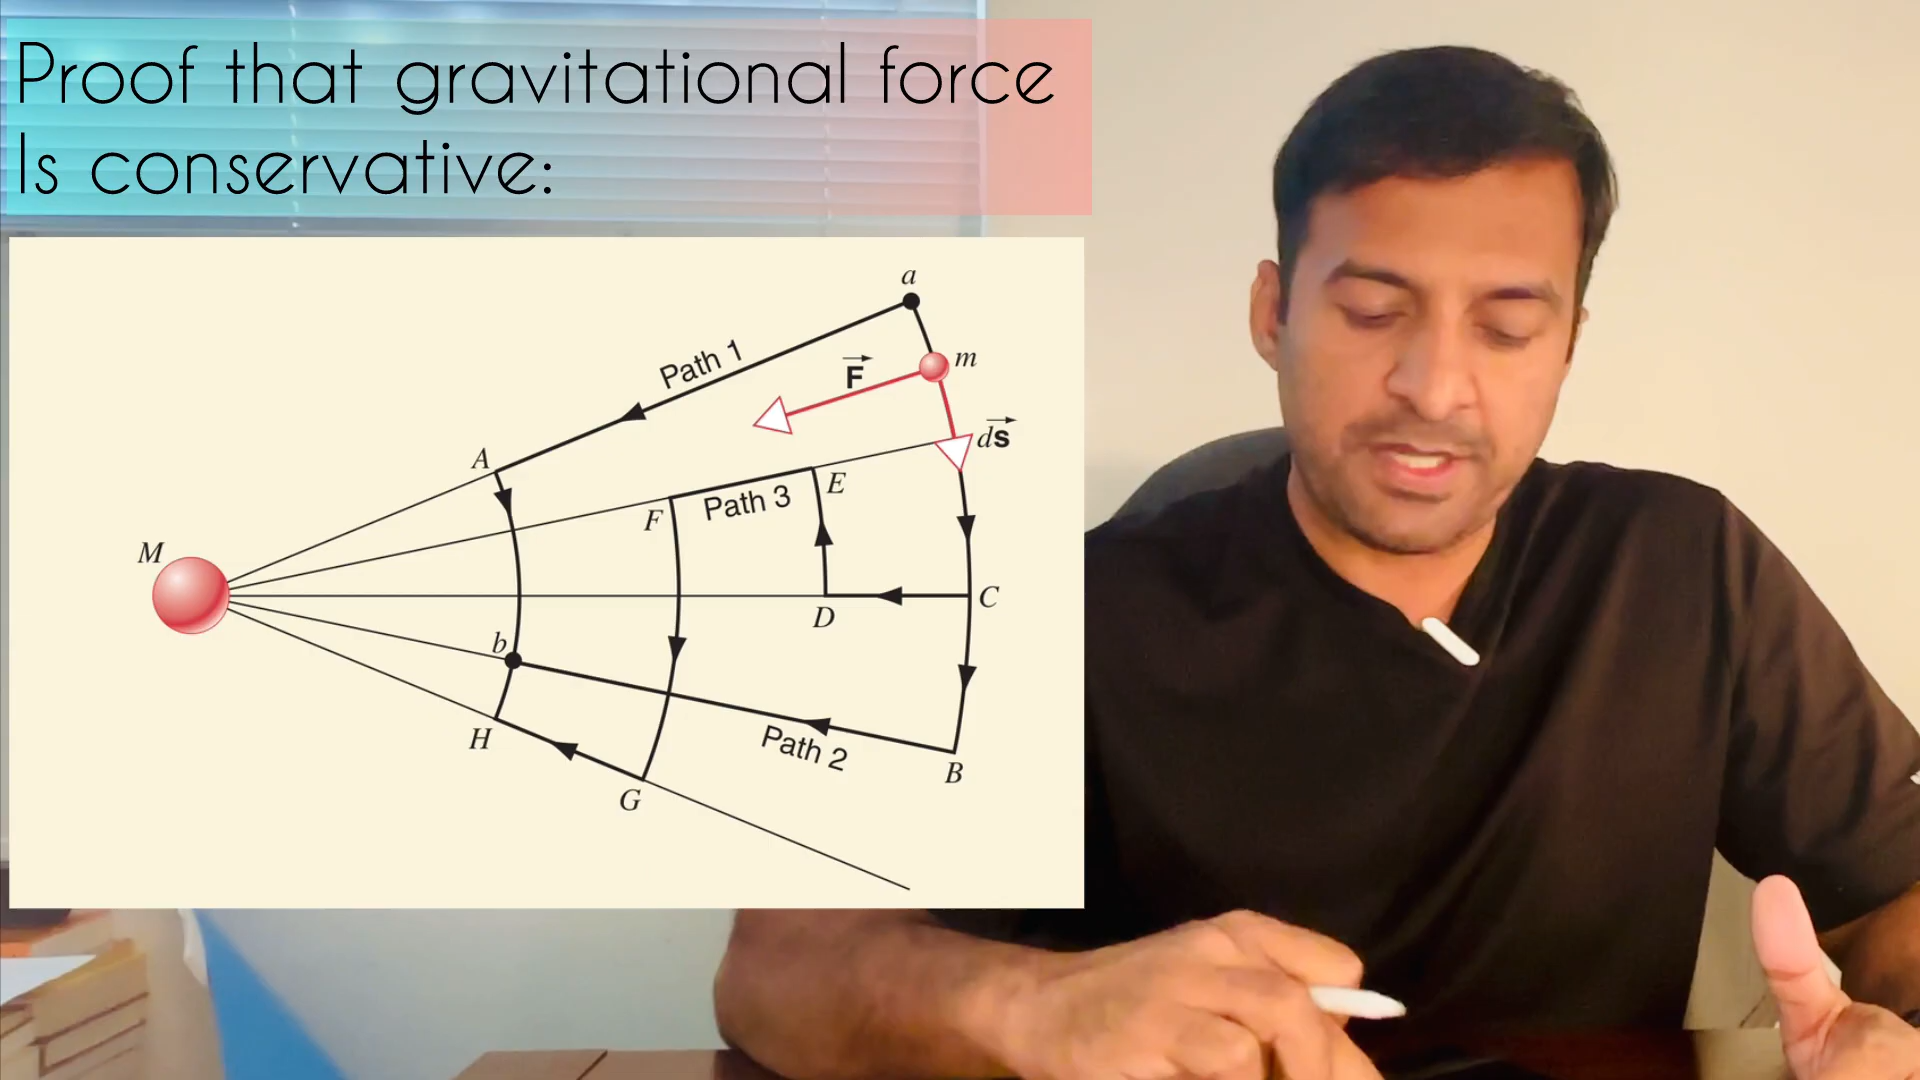 Proof that gravitational force
Is conservative:
a
Path 1
F
m
ds
A
E
Path 3
F
M
C
D
b
H
Path 2
B
G